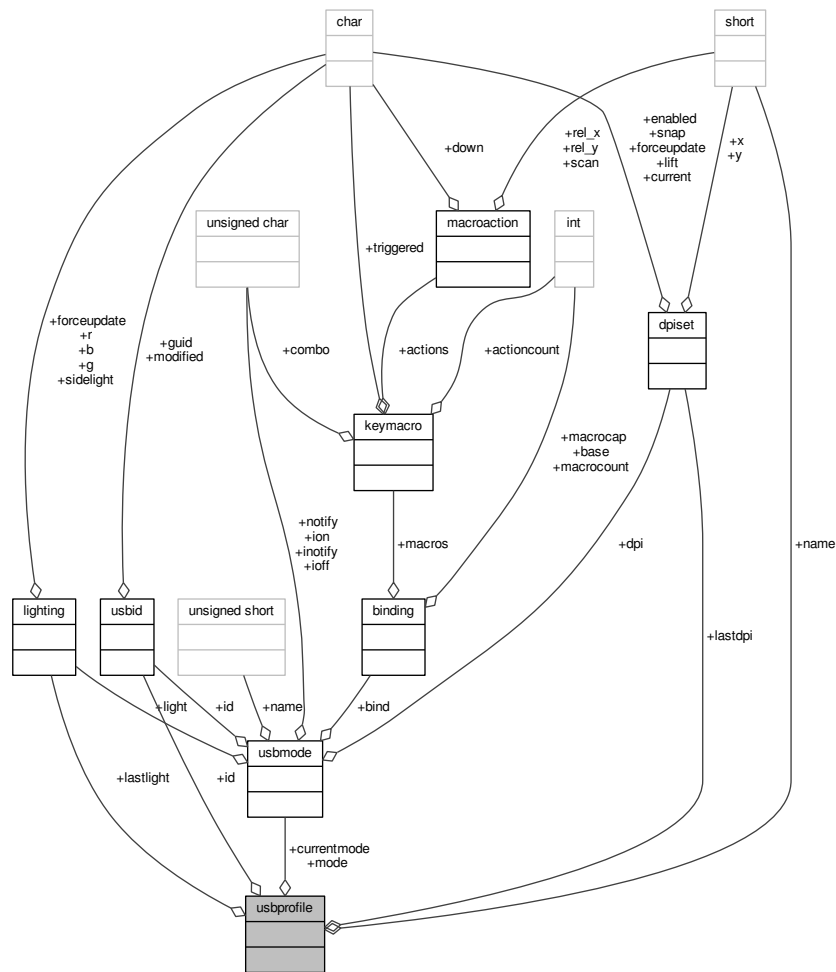 char
short
+enabled
+snap
+forceupdate
+lift
+current
+rel_x
+rel_y
+scan
+x
+y
+down
unsigned char
macroaction
int
+triggered
+forceupdate
+r
+b
+g
+sidelight
+guid
+modified
dpiset
+combo
+actions
+actioncount
keymacro
+macrocap
+base
+macrocount
+notify
+ion
+inotify
+ioff
+macros
+dpi
+name
lighting
usbid
unsigned short
binding
+lastdpi
+light
+id
+name
+bind
usbmode
+lastlight
+id
+currentmode
+mode
usbprofile